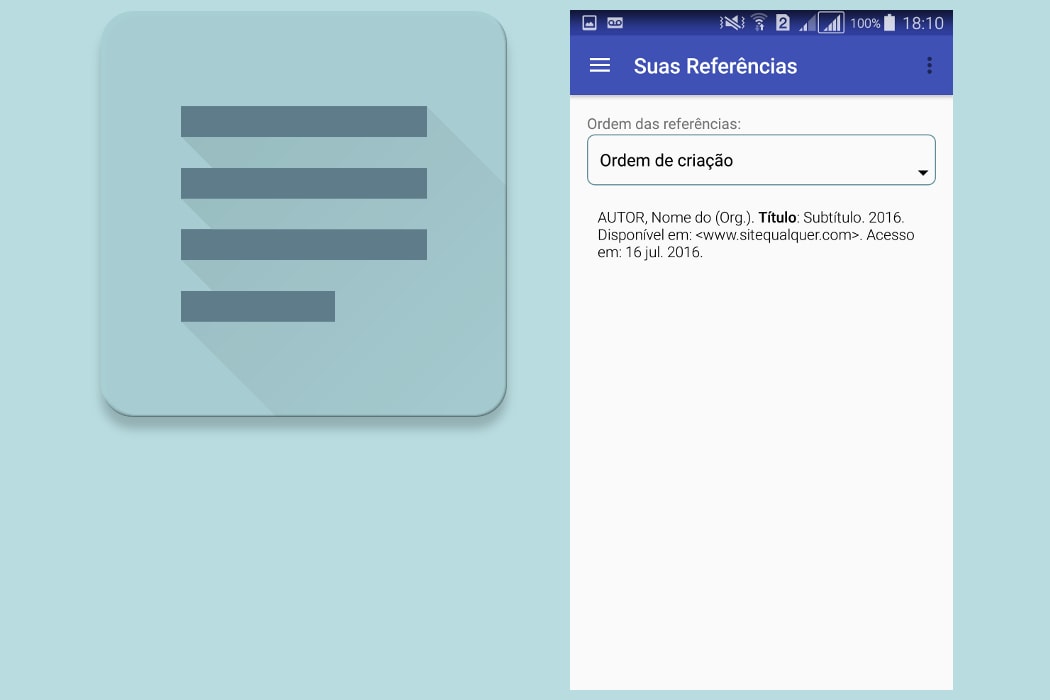 2 100% 18:10
Suas Referências
Ordem das referências:
Ordem de criação
AUTOR, Nome do (Org.). Título: Subtítulo. 2016.
Disponível em: <www.sitequalquer.com>. Acesso
em: 16 jul. 2016.